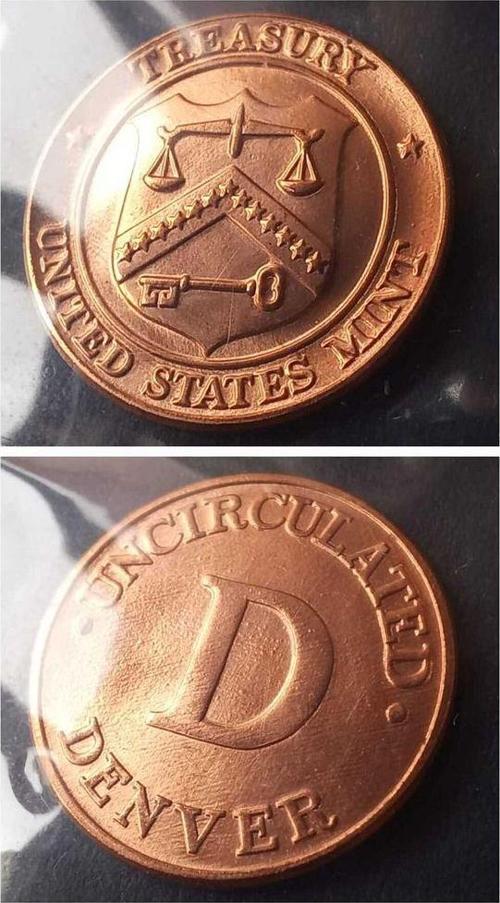 TREASURY
UNITED STATES MINT
UNCIRCULATED
D
DENVER